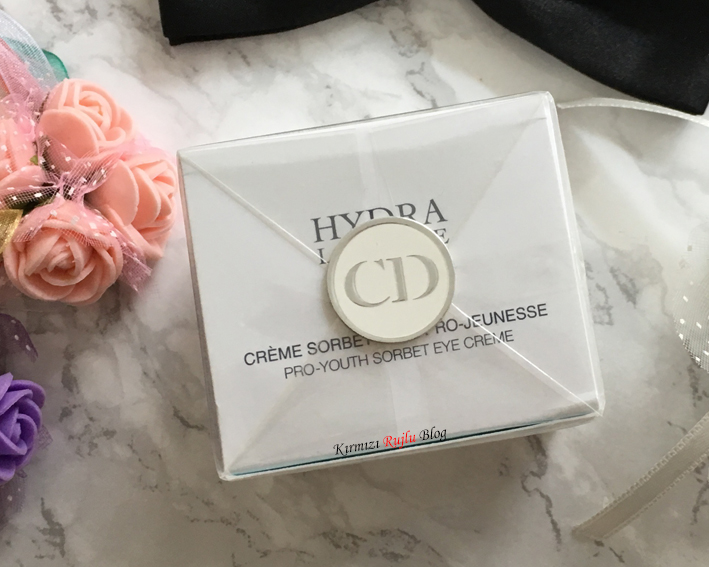 HYDRA
CD
CRÈME SORBET RO-JEUNESSE
PRO-YOUTH SORBET EYE CRÈME
Kırmızı Rujlu Blog